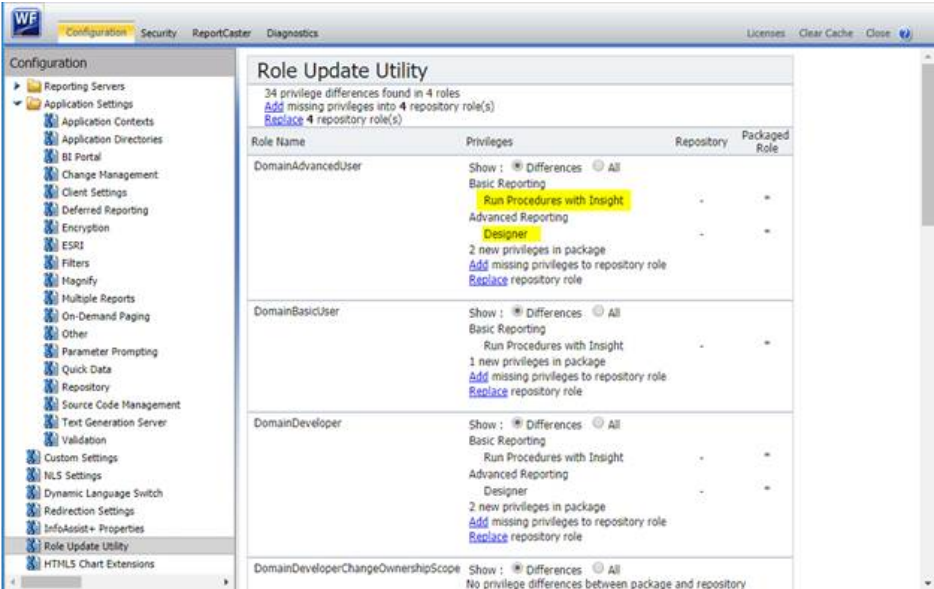 WF
Configuration Security ReportCaster Diagnostics Licenses Clear Cache Close
Configuration
Reporting Servers
Application Settings
Application Contexts
Application Directories
BI Portal
Change Management
Client Settings
Deferred Reporting
Encryption
ESRI
Filters
Magnify
Multiple Reports
On-Demand Paging
Other
Parameter Prompting
Quick Data
Repository
Source Code Management
Text Generation Server
Validation
Custom Settings
NLS Settings
Dynamic Language Switch
Redirection Settings
InfoAssist+ Properties
Role Update Utility
HTML5 Chart Extensions
Role Update Utility
34 privilege differences found in 4 roles
Add missing privileges into 4 repository role(s)
Replace 4 repository role(s)
Role Name Privileges Repository Packaged Role
DomainAdvancedUser Show : Differences All
Basic Reporting
Run Procedures with Insight - *
Advanced Reporting
Designer - *
2 new privileges in package
Add missing privileges to repository role
Replace repository role
DomainBasicUser Show : Differences All
Basic Reporting
Run Procedures with Insight - *
1 new privileges in package
Add missing privileges to repository role
Replace repository role
DomainDeveloper Show : Differences All
Basic Reporting
Run Procedures with Insight - *
Advanced Reporting
Designer - *
2 new privileges in package
Add missing privileges to repository role
Replace repository role
DomainDeveloperChangeOwnershipScope Show : Differences All
No privilege differences between package and repository